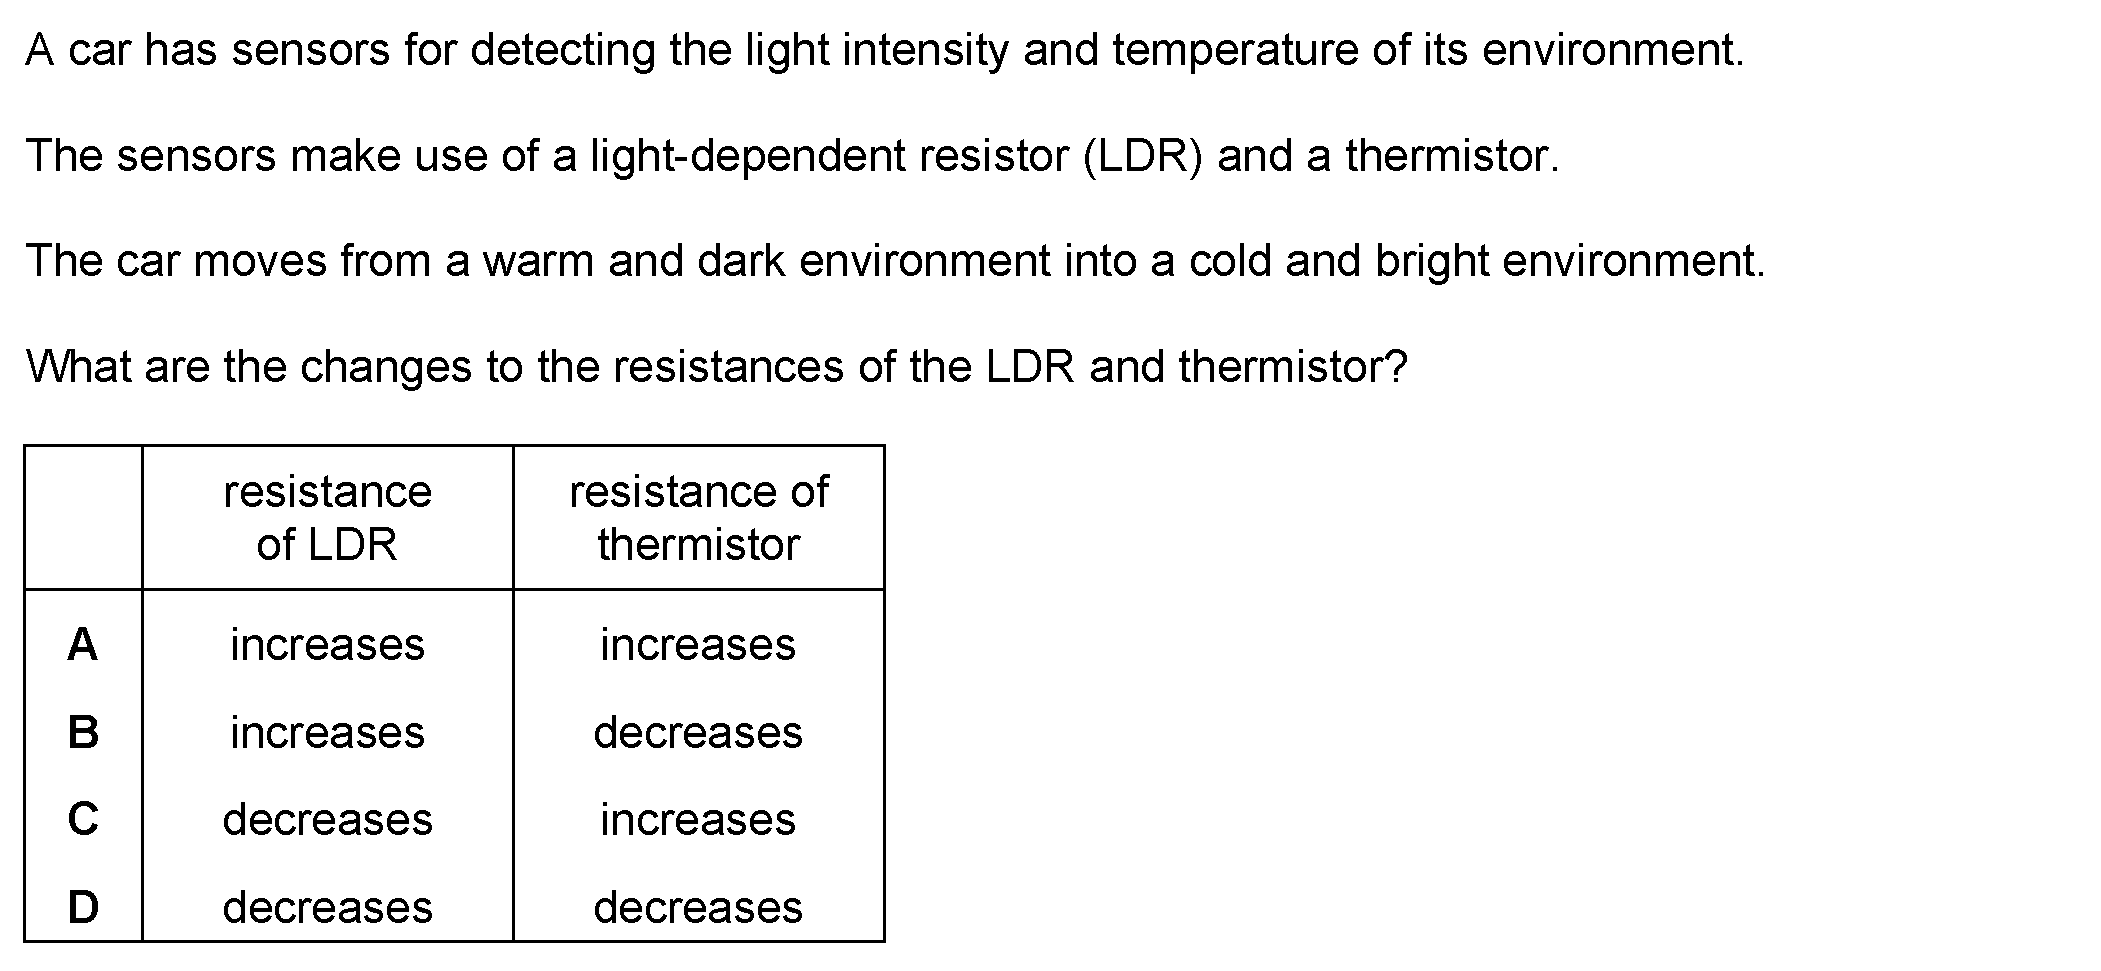 A car has sensors for detecting the light intensity and temperature of its environment.
The sensors make use of a light-dependent resistor (LDR) and a thermistor.
The car moves from a warm and dark environment into a cold and bright environment.
What are the changes to the resistances of the LDR and thermistor?
resistance of LDR | resistance of thermistor
A increases increases
B increases decreases
C decreases increases
D decreases decreases